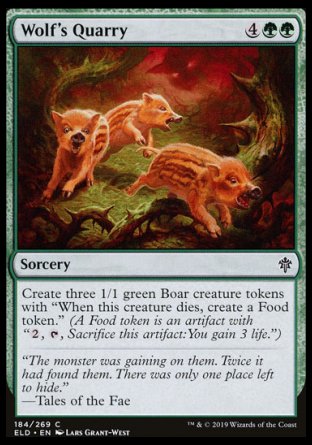 Wolf's Quarry 4
Sorcery
Create three 1/1 green Boar creature tokens
with “When this creature dies, create a Food
token.” (A Food token is an artifact with
“2, , Sacrifice this artifact:You gain 3 life.”)
“The monster was gaining on them. Twice it
had found them. There was only one place left
to hide.”
—Tales of the Fae
184/269 C
ELD • EN Lars Grant-West
™ & © 2019 Wizards of the Coast